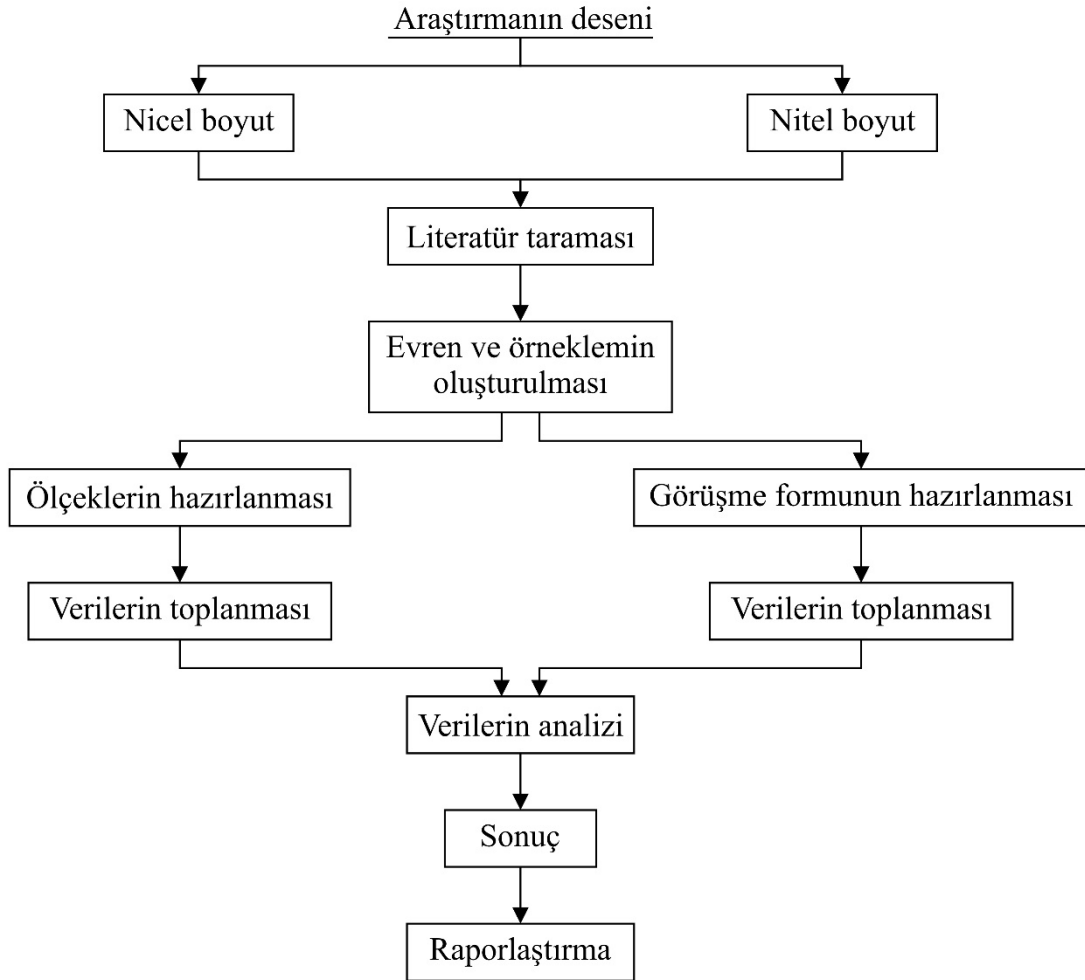 Araştırmanın deseni
Nicel boyut
Nitel boyut
Literatür taraması
Evren ve örneklemin
oluşturulması
Ölçeklerin hazırlanması
Görüşme formunun hazırlanması
Verilerin toplanması
Verilerin toplanması
Verilerin analizi
Sonuç
Raporlaştırma